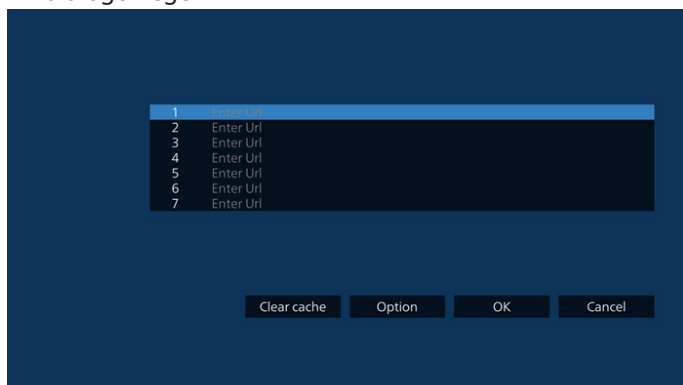 1 Enter Url
2 Enter Url
3 Enter Url
4 Enter Url
5 Enter Url
6 Enter Url
7 Enter Url
Clear cache Option OK Cancel